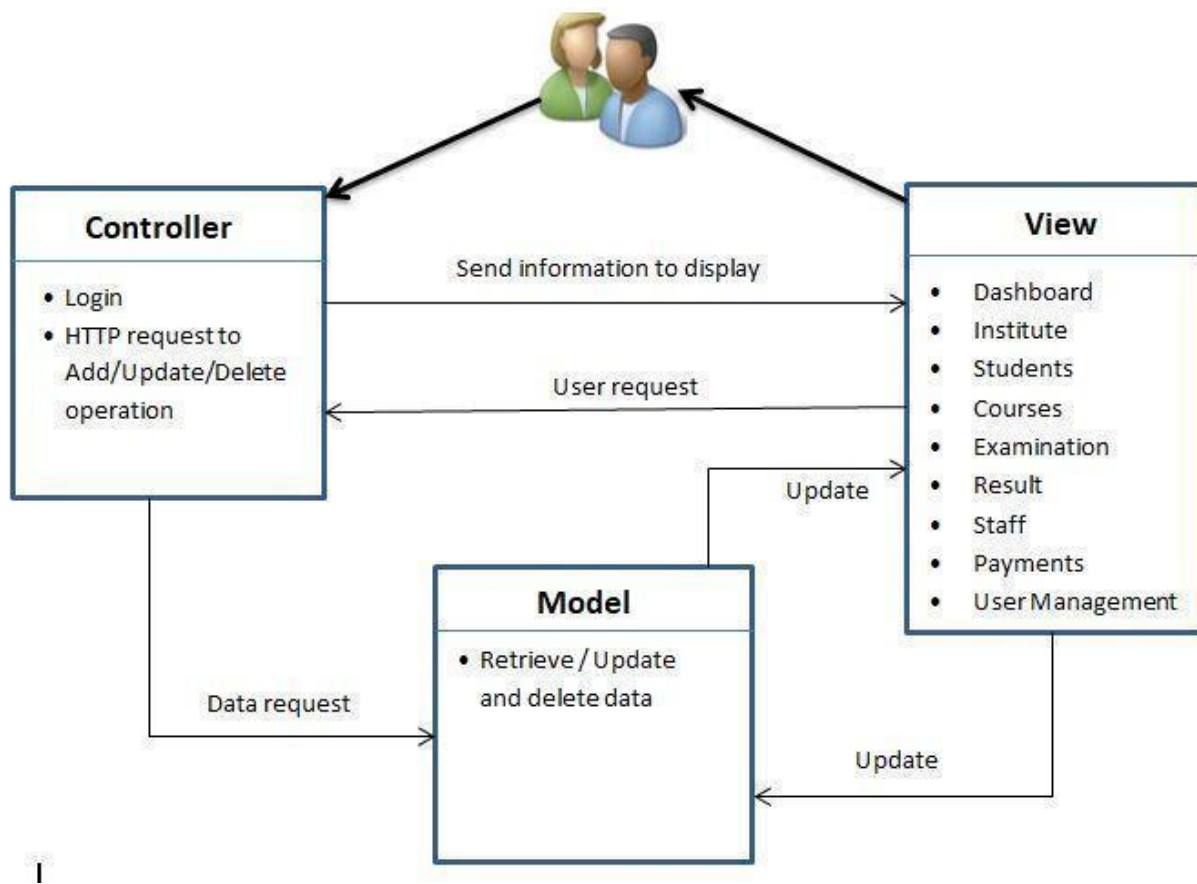 Controller
• Login
• HTTP request to
Add/Update/Delete
operation
Send information to display
User request
View
• Dashboard
• Institute
• Students
• Courses
• Examination
• Result
• Staff
• Payments
• User Management
Update
Model
• Retrieve / Update
and delete data
Data request
Update